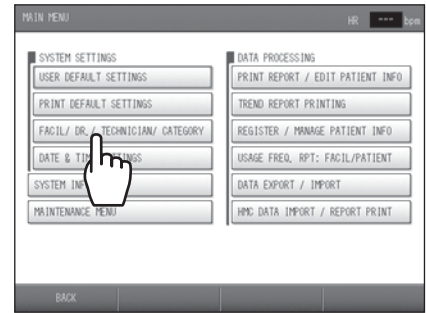 MAIN MENU
HR --- bpm
SYSTEM SETTINGS
USER DEFAULT SETTINGS
PRINT DEFAULT SETTINGS
FACIL/ DR./ TECHNICIAN/ CATEGORY
DATE & TIME SETTINGS
SYSTEM
MAINTENANCE MENU
DATA PROCESSING
PRINT REPORT / EDIT PATIENT INFO
TREND REPORT PRINTING
REGISTER / MANAGE PATIENT INFO
USAGE FREQ. RPT: FACIL/PATIENT
DATA EXPORT / IMPORT
HMC DATA IMPORT / REPORT PRINT
BACK